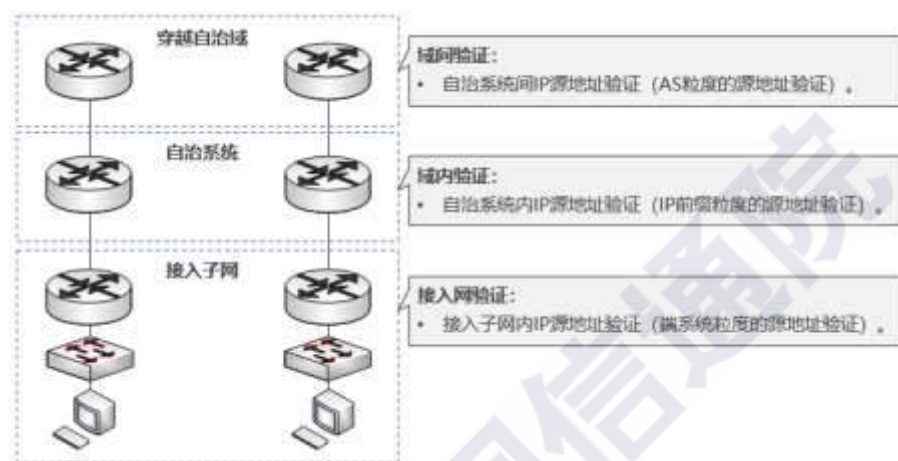 穿越自治域
域间验证：
• 自治系统间IP源地址验证（AS粒度的源地址验证）。
自治系统
域内验证：
• 自治系统内IP源地址验证（IP前缀粒度的源地址验证）。
接入子网
接入网验证：
• 接入子网内IP源地址验证（端系统粒度的源地址验证）。
信通院